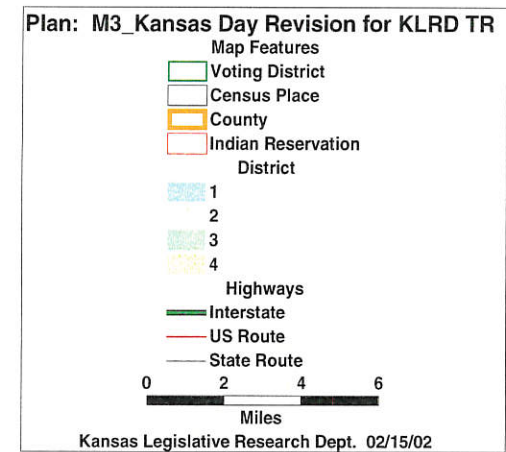 Plan: M3_Kansas Day Revision for KLRD TR
Map Features
Voting District
Census Place
County
Indian Reservation
District
1
2
3
4
Highways
Interstate
US Route
State Route
0 2 4 6
Miles
Kansas Legislative Research Dept. 02/15/02